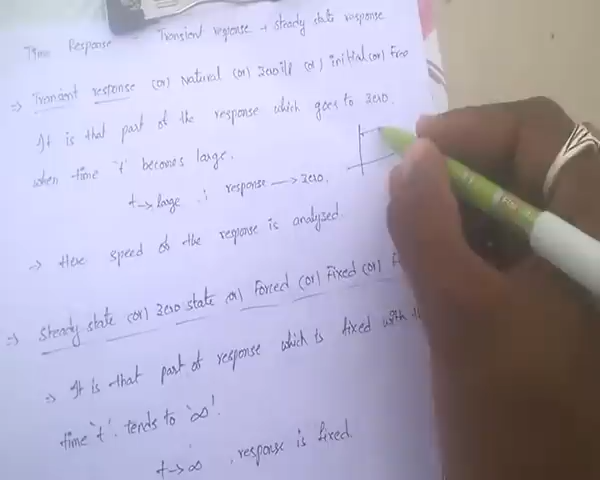 Time Response - Transient response + steady state response
⇒ Transient response (or) Natural (or) Zero i/p (or) initial (or) Free
It is that part of the response which goes to zero.
when time 't' becomes large.
t → large ; response → zero.
⇒ Here speed of the response is analysed.
⇒ Steady state (or) Zero state (or) Forced (or) Fixed (or)
⇒ It is that part of response which is fixed with
time 't'. tends to '∞'.
t → ∞ , response is fixed.